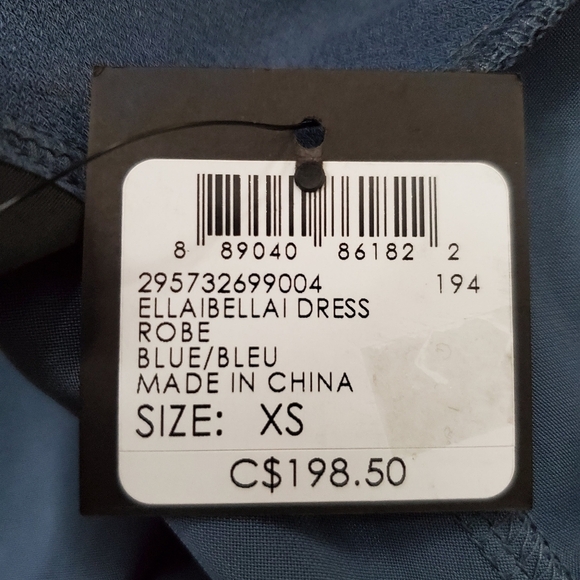 8 89040 86182 2
295732699004 194
ELLAIBELLAI DRESS
ROBE
BLUE/BLEU
MADE IN CHINA
SIZE: XS
C$198.50